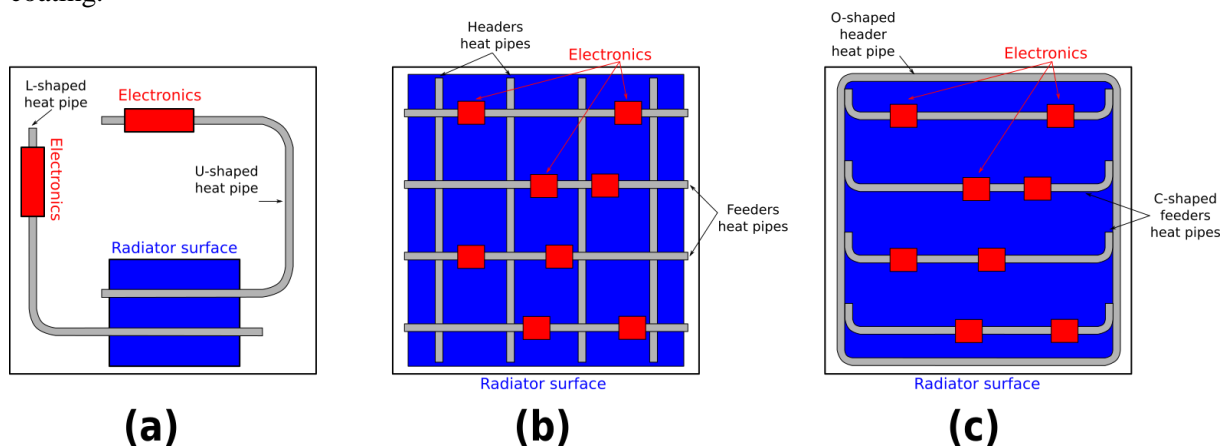 coating.
L-shaped
heat pipe
Electronics
Electronics
U-shaped
heat pipe
Radiator surface
(a)
Headers
heat pipes
Electronics
Feeders
heat pipes
Radiator surface
(b)
O-shaped
header
heat pipe
Electronics
C-shaped
feeders
heat pipes
Radiator surface
(c)